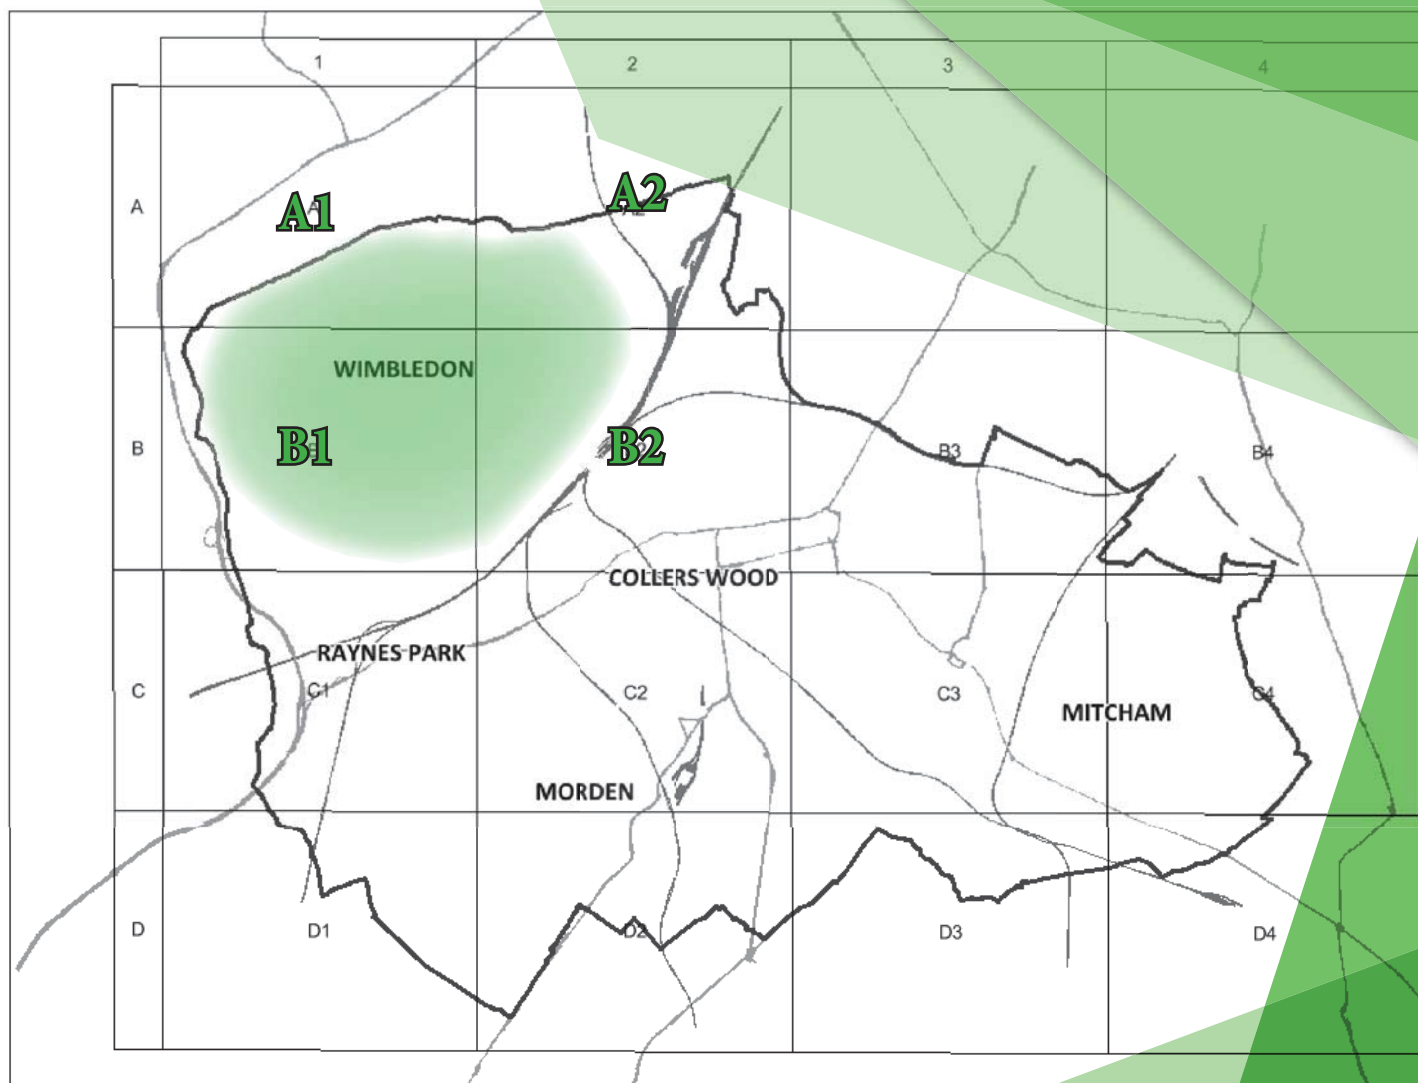 1 2 3 4
A A1 A2
WIMBLEDON
B B1 B2 B3 B4
COLLERS WOOD
RAYNES PARK
C C1 C2 C3 C4
MITCHAM
MORDEN
D D1 D2 D3 D4